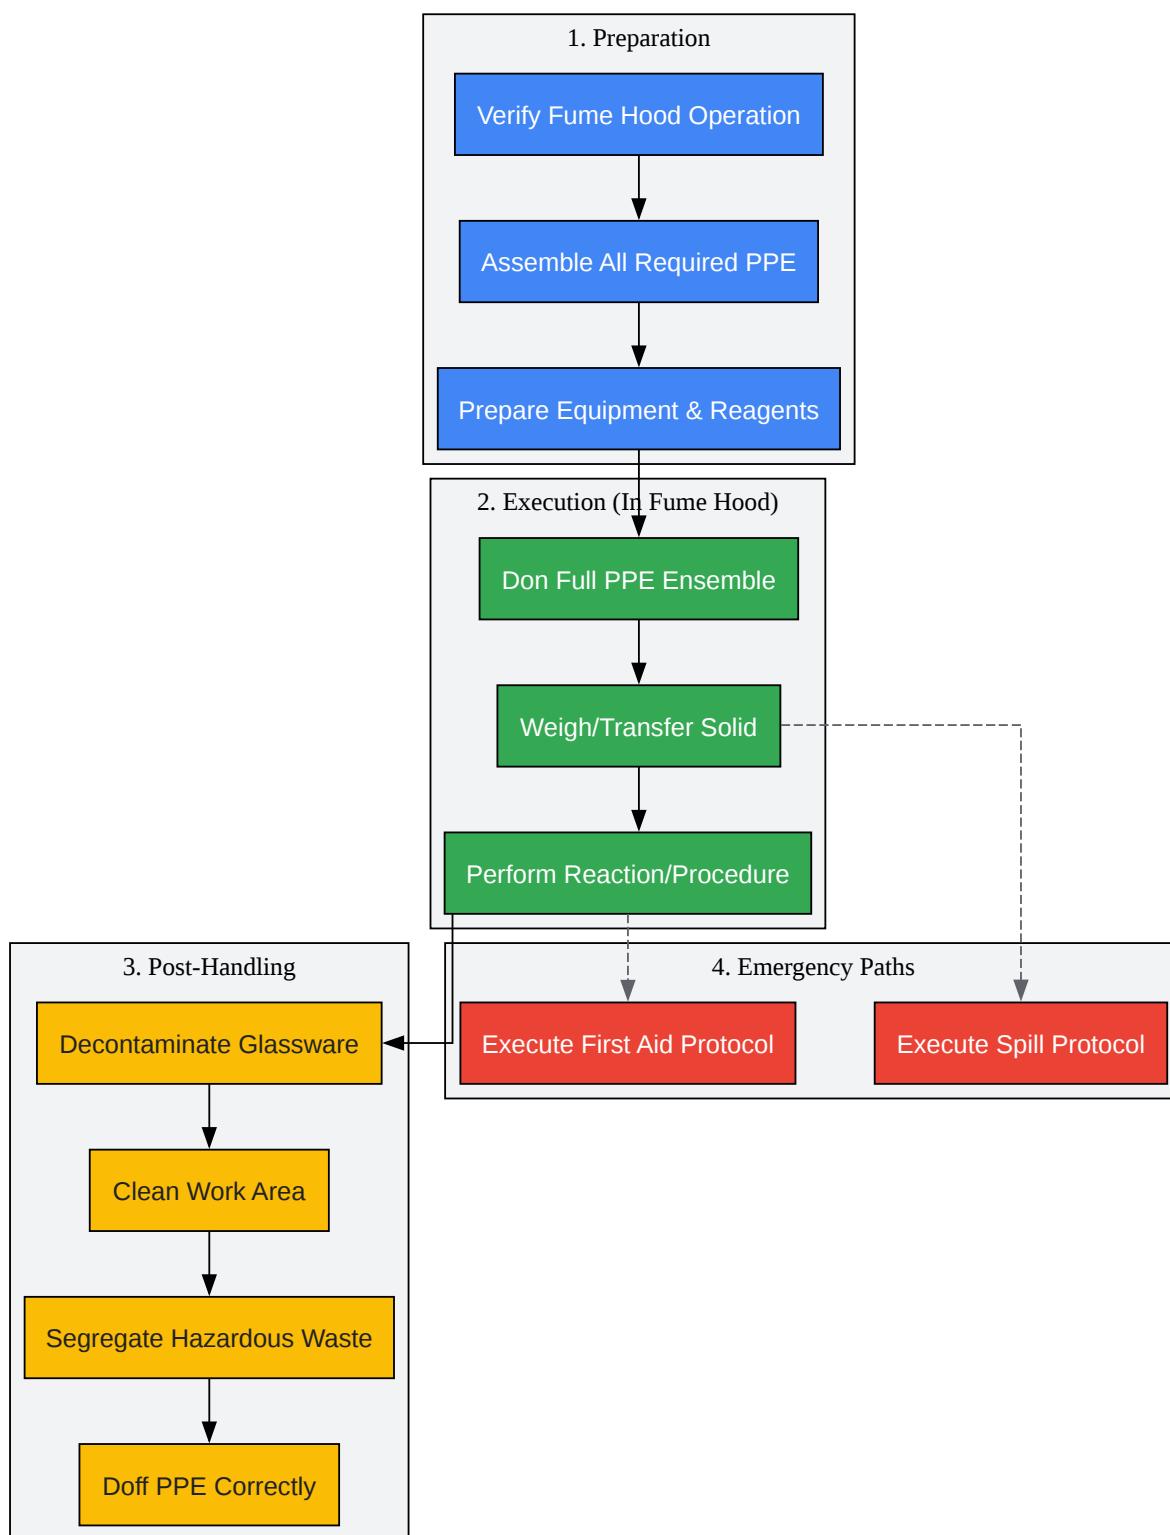 1. Preparation
Verify Fume Hood Operation
Assemble All Required PPE
Prepare Equipment & Reagents
2. Execution (In Fume Hood)
Don Full PPE Ensemble
Weigh/Transfer Solid
Perform Reaction/Procedure
3. Post-Handling
Decontaminate Glassware
Clean Work Area
Segregate Hazardous Waste
Doff PPE Correctly
4. Emergency Paths
Execute First Aid Protocol
Execute Spill Protocol